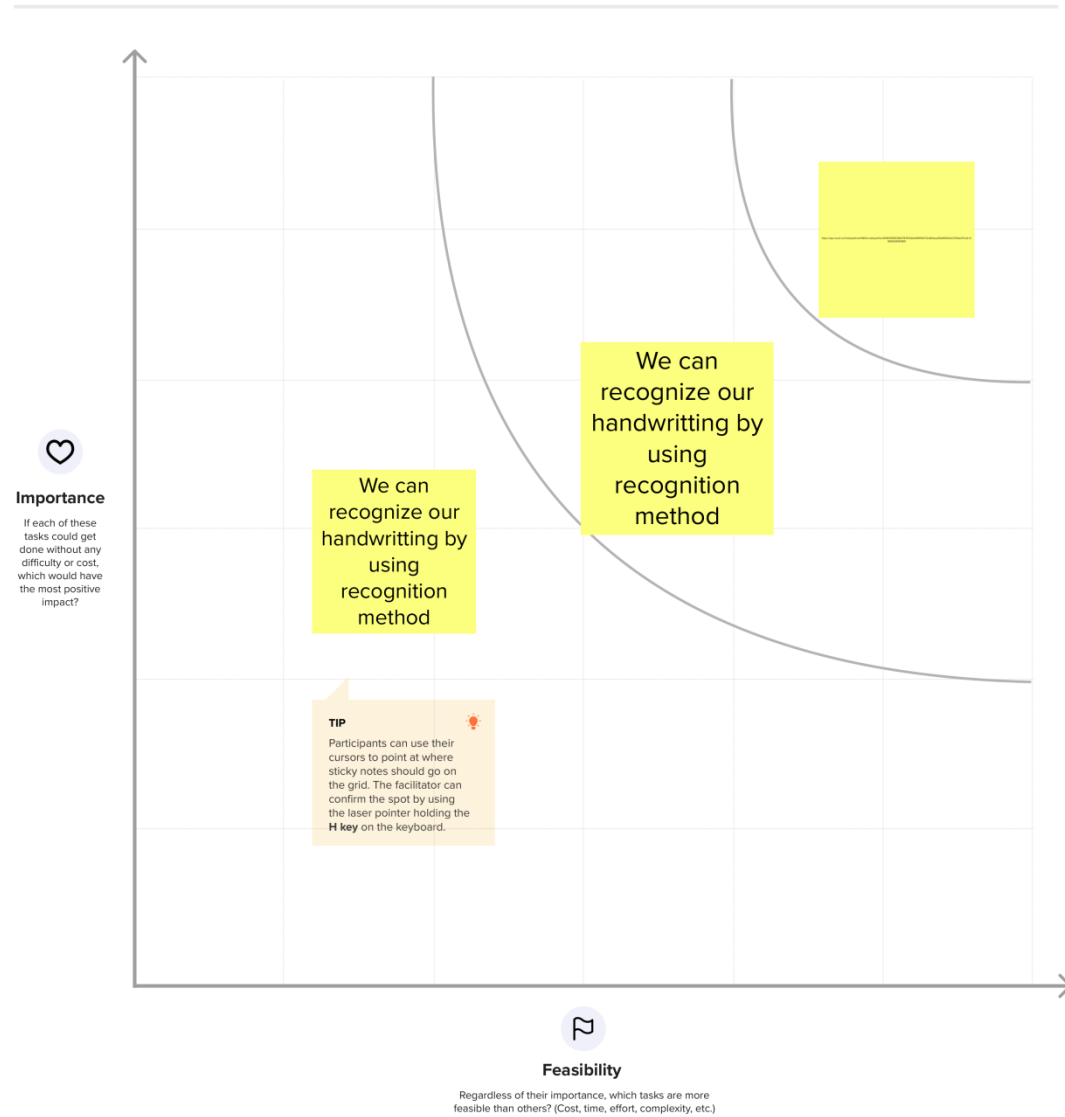 We can
recognize our
handwritting by
using
recognition
method
We can
recognize our
handwritting by
using
recognition
method
Importance
If each of these
tasks could get
done without any
difficulty or cost,
which would have
the most positive
impact?
TIP
Participants can use their
cursors to point at where
sticky notes should go on
the grid. The facilitator can
confirm the spot by using
the laser pointer holding the
H key on the keyboard.
Feasibility
Regardless of their importance, which tasks are more
feasible than others? (Cost, time, effort, complexity, etc.)